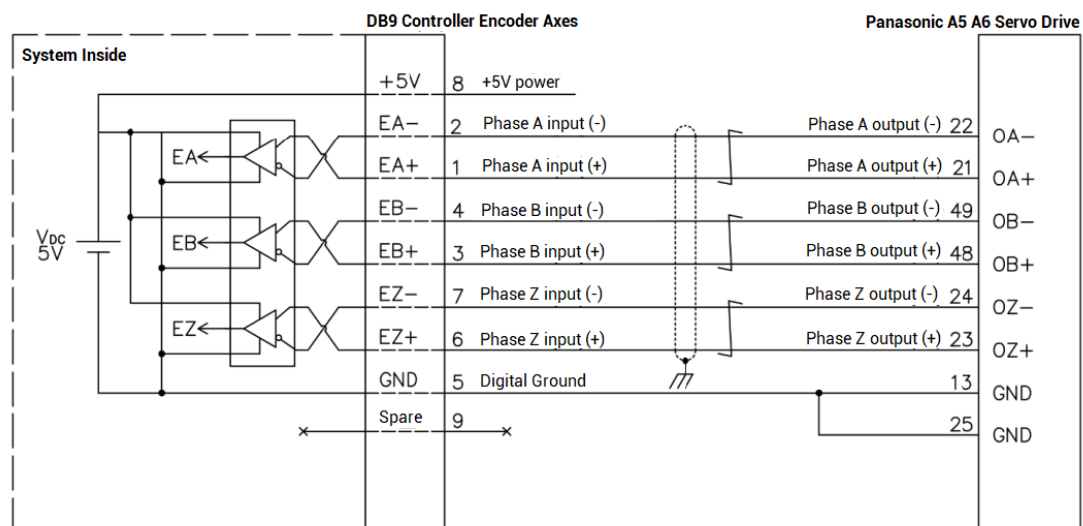 DB9 Controller Encoder Axes
Panasonic A5 A6 Servo Drive
System Inside
+5V 8 +5V power
EA− 2 Phase A input (-) Phase A output (-) 22 OA−
EA
EA+ 1 Phase A input (+) Phase A output (+) 21 OA+
EB− 4 Phase B input (-) Phase B output (-) 49 OB−
VDC
5V
EB
EB+ 3 Phase B input (+) Phase B output (+) 48 OB+
EZ− 7 Phase Z input (-) Phase Z output (-) 24 OZ−
EZ
EZ+ 6 Phase Z input (+) Phase Z output (+) 23 OZ+
GND 5 Digital Ground 13 GND
Spare 9
25 GND